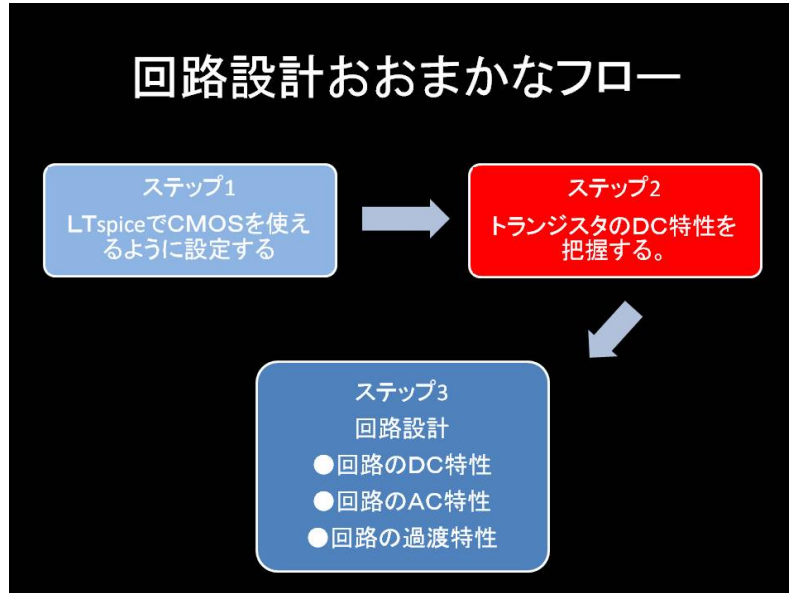 回路設計おおまかなフロー
ステップ1
LTspiceでCMOSを使え
るように設定する
ステップ2
トランジスタのDC特性を
把握する。
ステップ3
回路設計
●回路のDC特性
●回路のAC特性
●回路の過渡特性